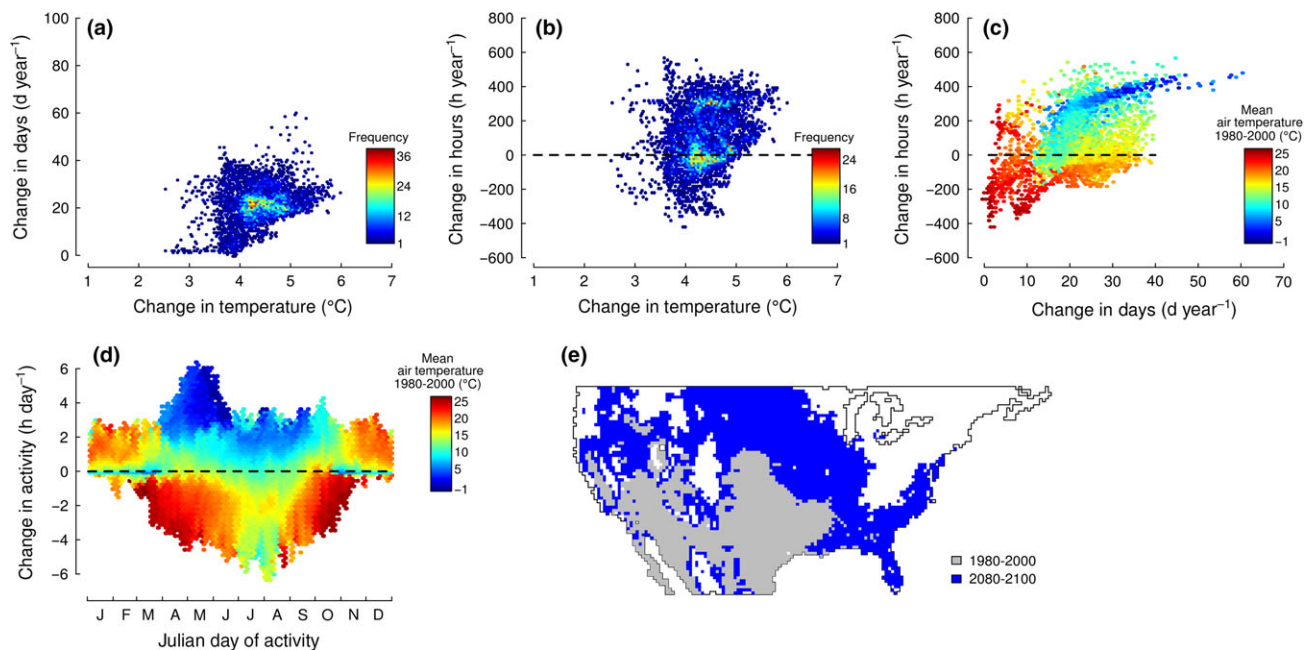 (a)
Change in days (d year⁻¹)
100
80
60
40
20
0
Frequency
36
24
12
1
1 2 3 4 5 6 7
Change in temperature (°C)
(b)
Change in hours (h year⁻¹)
800
600
400
200
0
−200
−400
−600
Frequency
24
16
8
1
1 2 3 4 5 6 7
Change in temperature (°C)
(c)
Change in hours (h year⁻¹)
800
600
400
200
0
−200
−400
−600
Mean
air temperature
1980-2000 (°C)
25
20
15
10
5
−1
0 10 20 30 40 50 60 70
Change in days (d year⁻¹)
(d)
Change in activity (h day⁻¹)
6
4
2
0
−2
−4
−6
Mean
air temperature
1980-2000 (°C)
25
20
15
10
5
−1
J F M A M J J A S O N D
Julian day of activity
(e)
1980-2000
2080-2100